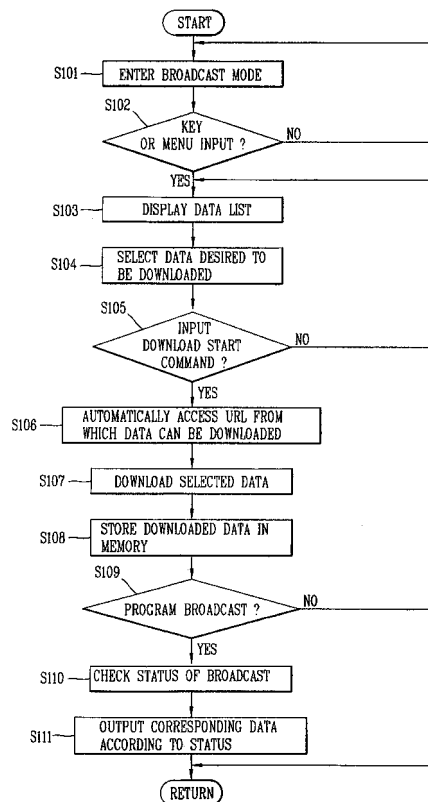 START
S101
ENTER BROADCAST MODE
S102
KEY
OR MENU INPUT ?
NO
YES
S103
DISPLAY DATA LIST
S104
SELECT DATA DESIRED TO
BE DOWNLOADED
S105
INPUT
DOWNLOAD START
COMMAND ?
NO
YES
S106
AUTOMATICALLY ACCESS URL FROM
WHICH DATA CAN BE DOWNLOADED
S107
DOWNLOAD SELECTED DATA
S108
STORE DOWNLOADED DATA IN
MEMORY
S109
PROGRAM BROADCAST ?
NO
YES
S110
CHECK STATUS OF BROADCAST
S111
OUTPUT CORRESPONDING DATA
ACCORDING TO STATUS
RETURN